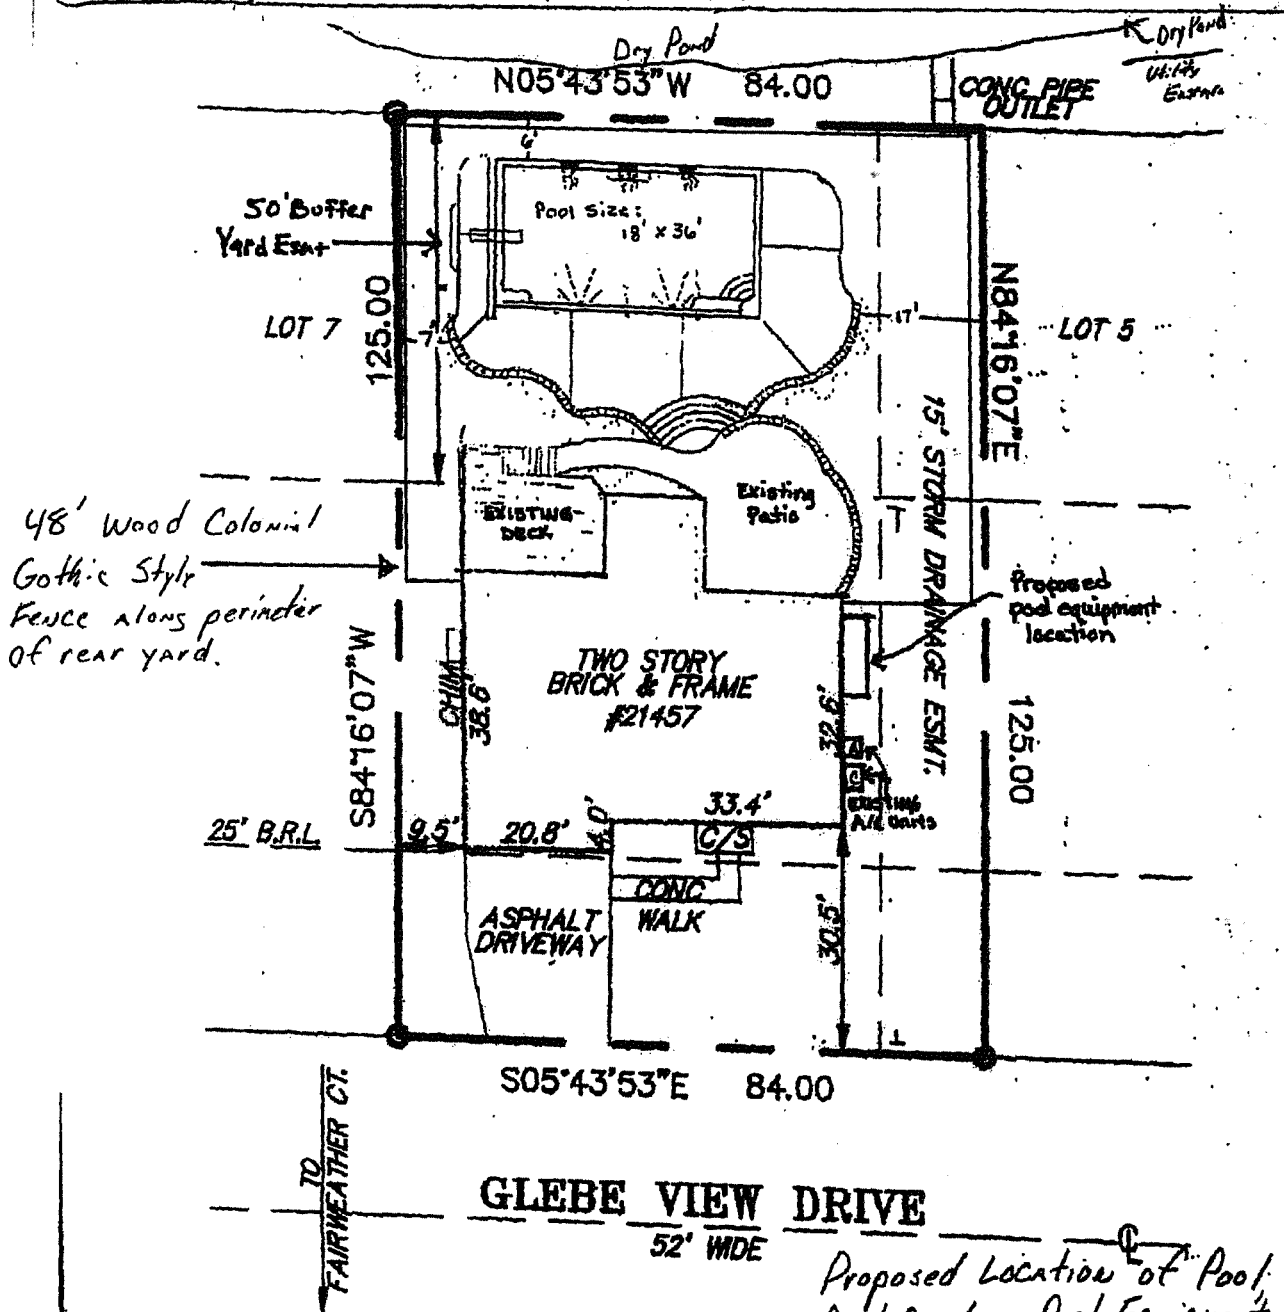 Dry Pond
Dry Pond
Utility
N05°43'53"W 84.00
CONC PIPE
OUTLET
6'
50' Buffer
Yard Esmt
Pool Size:
18' x 36'
LOT 7
125.00
7'
17'
N84°16'07"E
LOT 5
15' STORM DRAINAGE ESMT.
48' Wood Colonial
Gothic Style
Fence along perimeter
of rear yard.
EXISTING
DECK
Existing
Patio
Proposed
pool equipment
location
S84°16'07"W
CHIM
38.6'
TWO STORY
BRICK & FRAME
#21457
32.6'
125.00
EXISTING
A/C Units
25' B.R.L.
9.5'
20.8'
4.0'
33.4'
C/S
CONC
WALK
ASPHALT
DRIVEWAY
30.5'
S05°43'53"E 84.00
TO
FAIRWEATHER CT.
GLEBE VIEW DRIVE
52' WIDE
Proposed Location of Pool